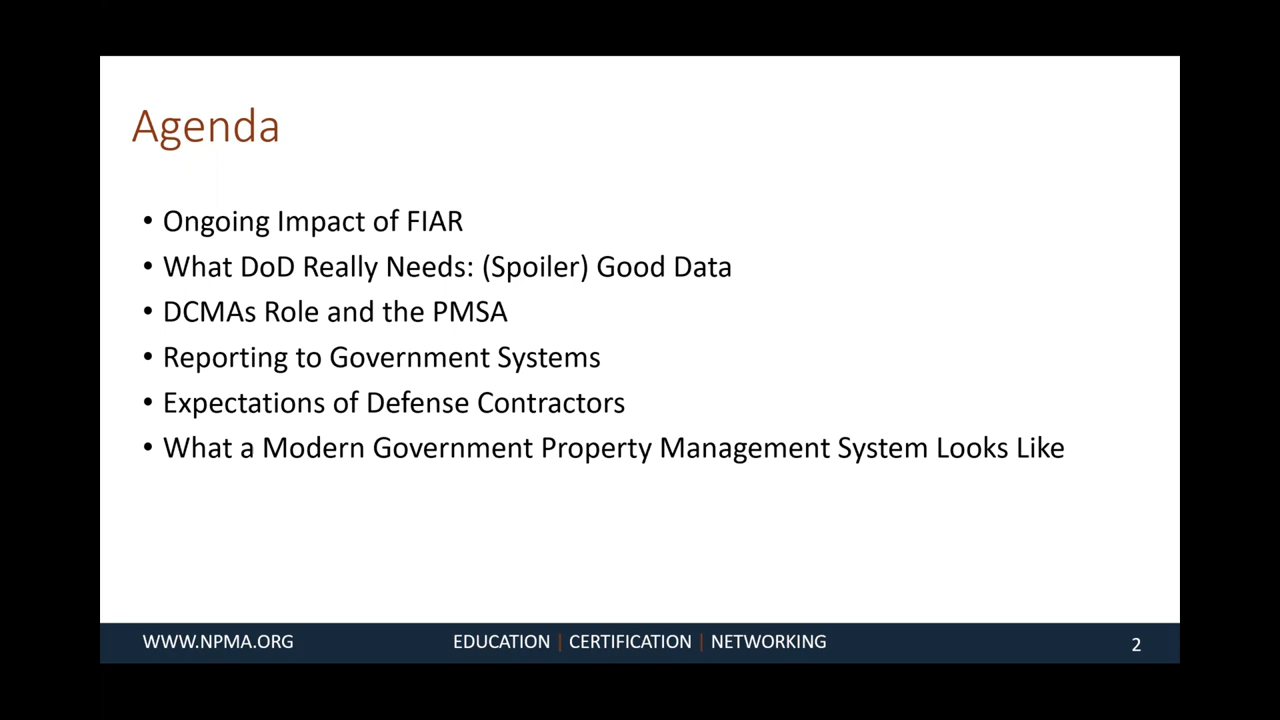 Agenda
• Ongoing Impact of FIAR
• What DoD Really Needs: (Spoiler) Good Data
• DCMAs Role and the PMSA
• Reporting to Government Systems
• Expectations of Defense Contractors
• What a Modern Government Property Management System Looks Like
WWW.NPMA.ORG EDUCATION | CERTIFICATION | NETWORKING 2